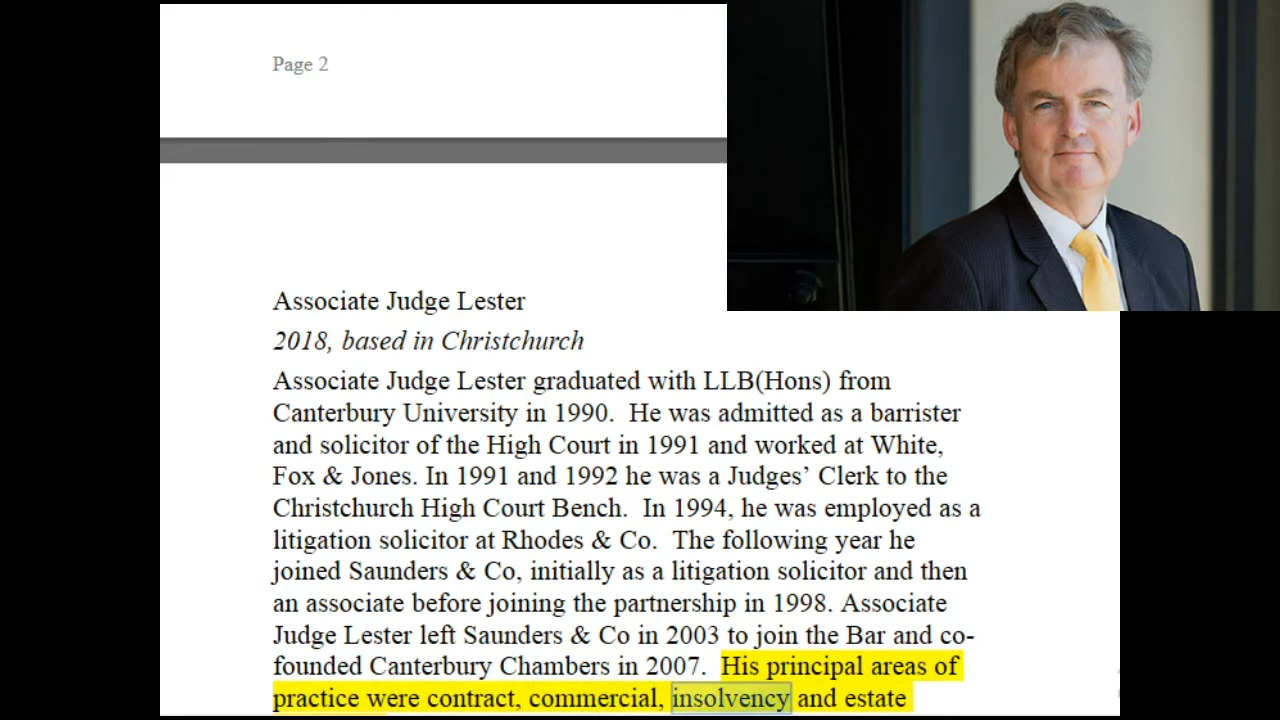 Page 2
Associate Judge Lester
2018, based in Christchurch
Associate Judge Lester graduated with LLB(Hons) from
Canterbury University in 1990.  He was admitted as a barrister
and solicitor of the High Court in 1991 and worked at White,
Fox & Jones. In 1991 and 1992 he was a Judges’ Clerk to the
Christchurch High Court Bench.  In 1994, he was employed as a
litigation solicitor at Rhodes & Co.  The following year he
joined Saunders & Co, initially as a litigation solicitor and then
an associate before joining the partnership in 1998. Associate
Judge Lester left Saunders & Co in 2003 to join the Bar and co-
founded Canterbury Chambers in 2007.  His principal areas of
practice were contract, commercial, insolvency and estate